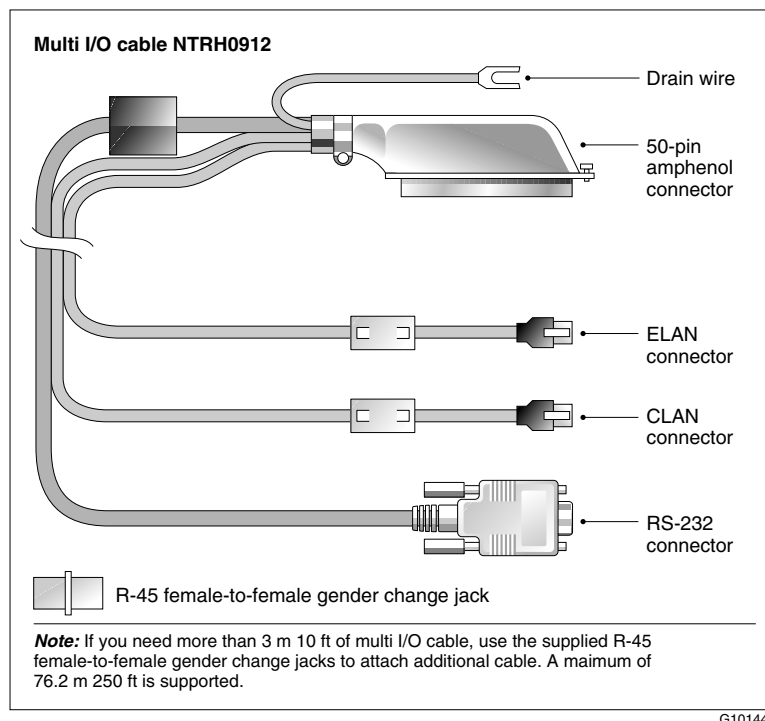 Multi I/O cable NTRH0912
Drain wire
50-pin
amphenol
connector
ELAN
connector
CLAN
connector
RS-232
connector
R-45 female-to-female gender change jack
Note: If you need more than 3 m 10 ft of multi I/O cable, use the supplied R-45
female-to-female gender change jacks to attach additional cable. A maimum of
76.2 m 250 ft is supported.
G10144